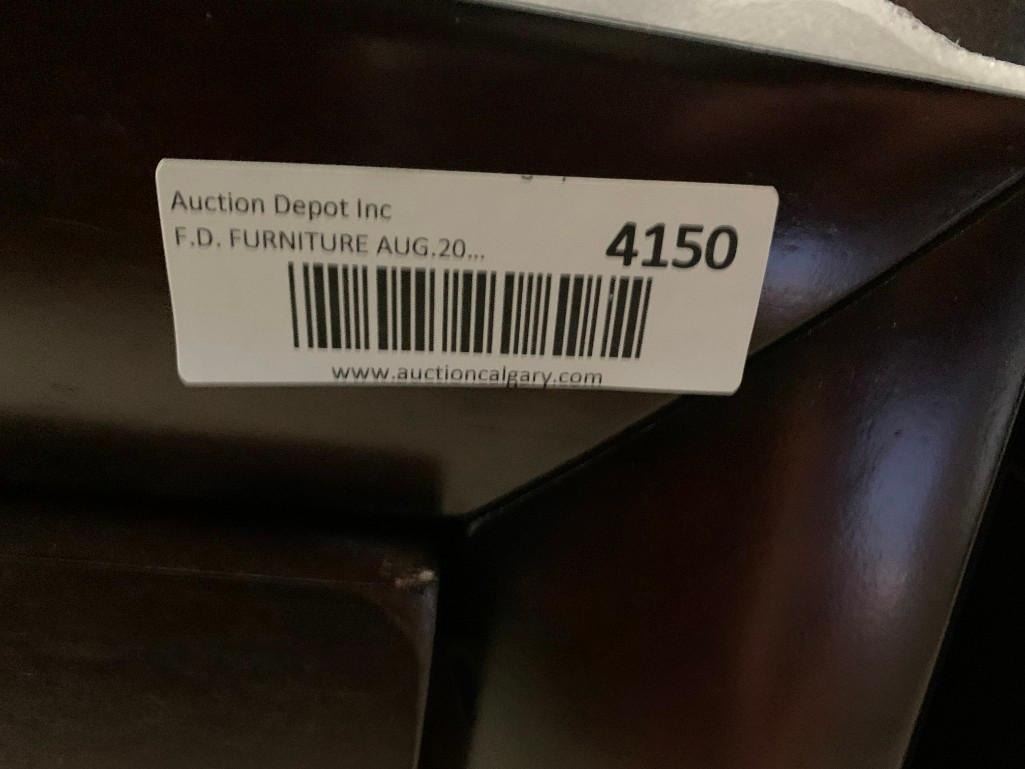 Auction Depot Inc
F.D. FURNITURE AUG.20...
4150
www.auctioncalgary.com